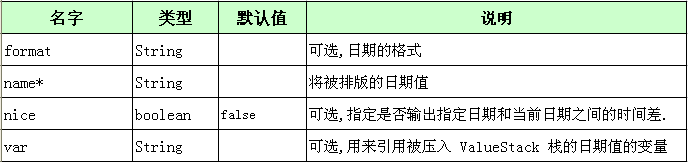 名字 类型 默认值 说明
format String 可选,日期的格式
name* String 将被排版的日期值
nice boolean false 可选,指定是否输出指定日期和当前日期之间的时间差.
var String 可选,用来引用被压入 ValueStack 栈的日期值的变量